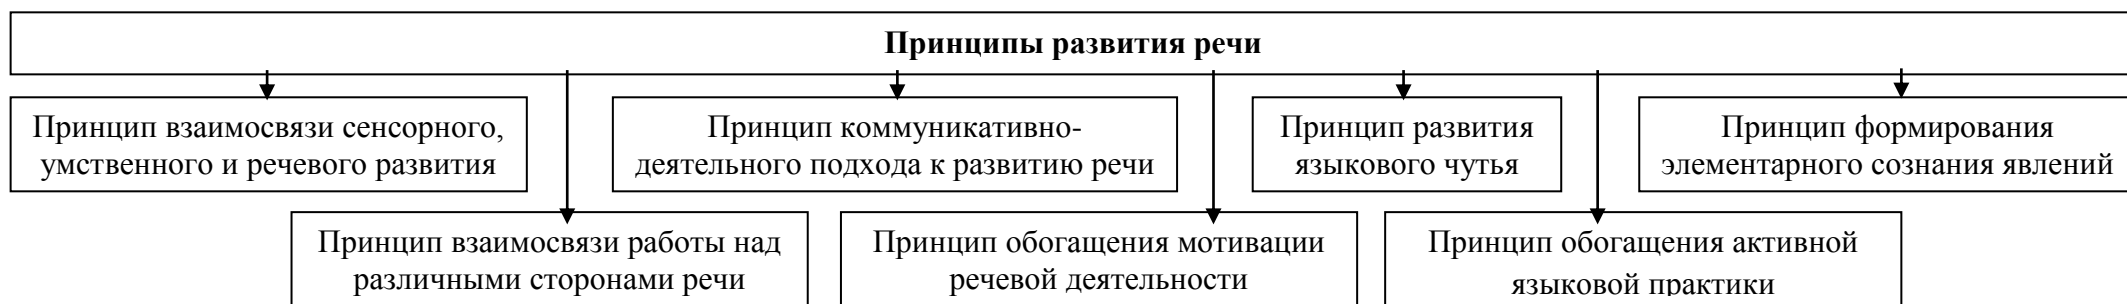 Принципы развития речи
Принцип взаимосвязи сенсорного,
умственного и речевого развития
Принцип коммуникативно-
деятельного подхода к развитию речи
Принцип развития
языкового чутья
Принцип формирования
элементарного сознания явлений
Принцип взаимосвязи работы над
различными сторонами речи
Принцип обогащения мотивации
речевой деятельности
Принцип обогащения активной
языковой практики